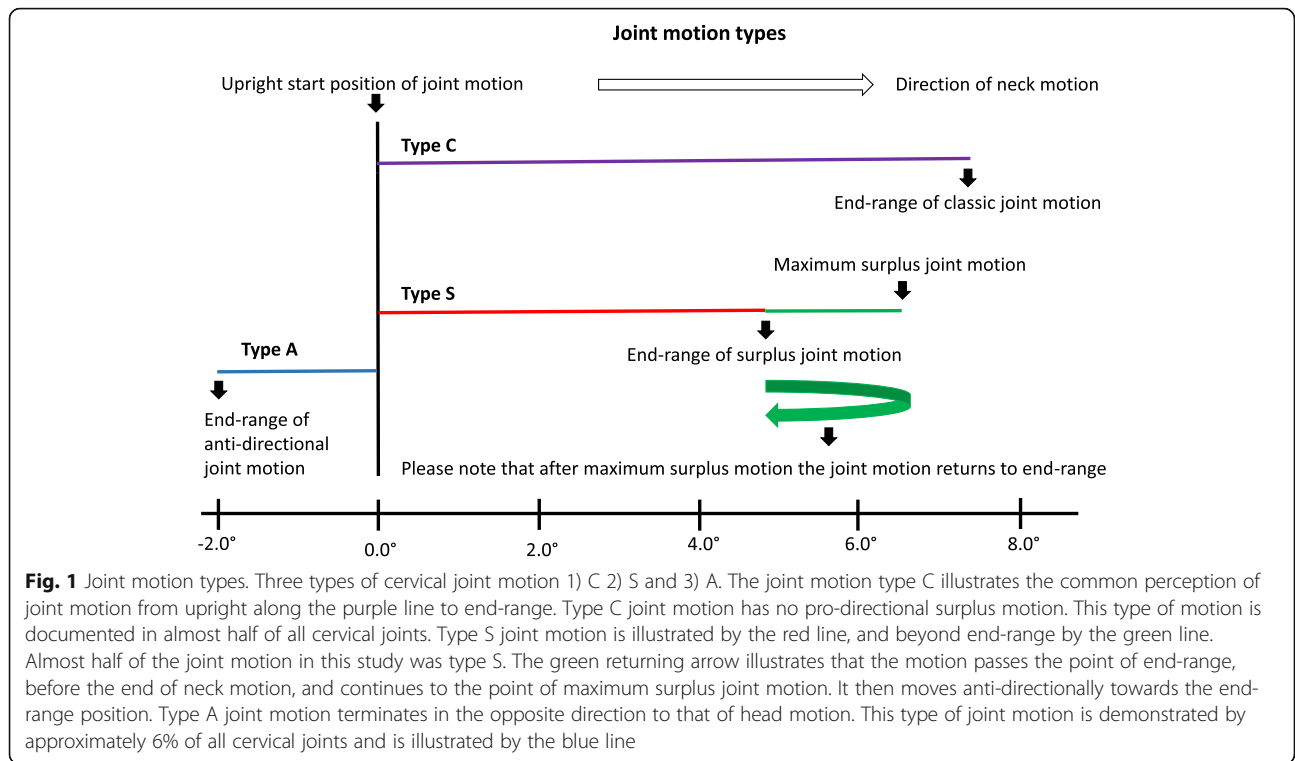 Joint motion types
Upright start position of joint motion
Direction of neck motion
Type C
End-range of classic joint motion
Maximum surplus joint motion
Type S
End-range of surplus joint motion
Type A
End-range of
anti-directional
joint motion
Please note that after maximum surplus motion the joint motion returns to end-range
-2.0°
0.0°
2.0°
4.0°
6.0°
8.0°
Fig. 1 Joint motion types. Three types of cervical joint motion 1) C 2) S and 3) A. The joint motion type C illustrates the common perception of
joint motion from upright along the purple line to end-range. Type C joint motion has no pro-directional surplus motion. This type of motion is
documented in almost half of all cervical joints. Type S joint motion is illustrated by the red line, and beyond end-range by the green line.
Almost half of the joint motion in this study was type S. The green returning arrow illustrates that the motion passes the point of end-range,
before the end of neck motion, and continues to the point of maximum surplus joint motion. It then moves anti-directionally towards the end-
range position. Type A joint motion terminates in the opposite direction to that of head motion. This type of joint motion is demonstrated by
approximately 6% of all cervical joints and is illustrated by the blue line